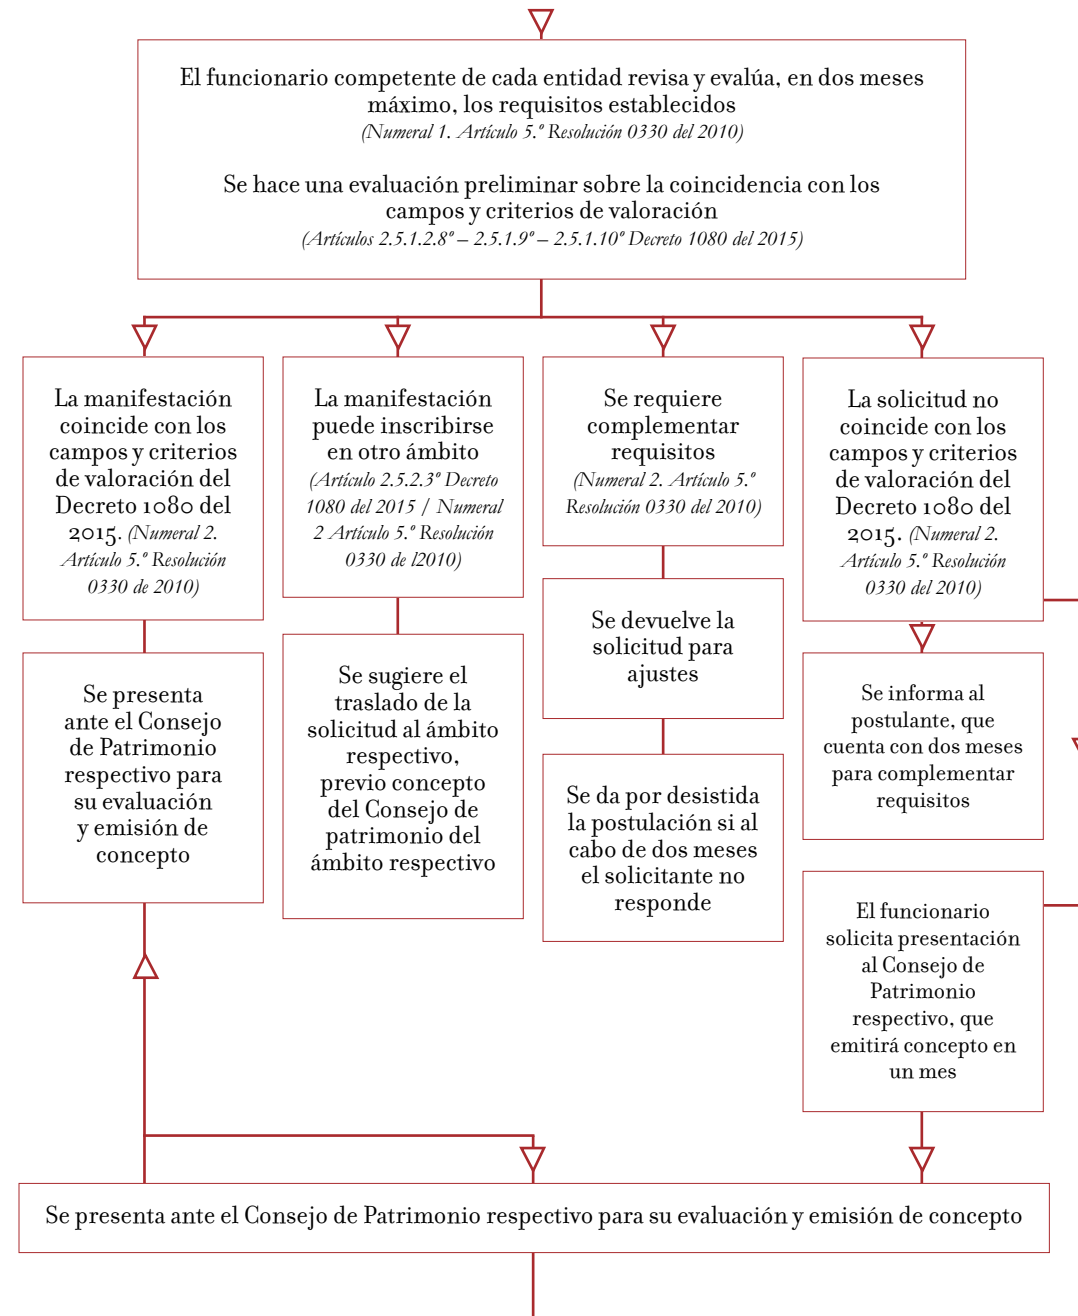 El funcionario competente de cada entidad revisa y evalúa, en dos meses
máximo, los requisitos establecidos
(Numeral 1. Artículo 5.º Resolución 0330 del 2010)
Se hace una evaluación preliminar sobre la coincidencia con los
campos y criterios de valoración
(Artículos 2.5.1.2.8º – 2.5.1.9º – 2.5.1.10º Decreto 1080 del 2015)
La manifestación
coincide con los
campos y criterios
de valoración del
Decreto 1080 del
2015. (Numeral 2.
Artículo 5.º Resolución
0330 de 2010)
La manifestación
puede inscribirse
en otro ámbito
(Artículo 2.5.2.3º Decreto
1080 del 2015 / Numeral
2 Artículo 5.º Resolución
0330 de l2010)
Se requiere
complementar
requisitos
(Numeral 2. Artículo 5.º
Resolución 0330 del 2010)
La solicitud no
coincide con los
campos y criterios
de valoración del
Decreto 1080 del
2015. (Numeral 2.
Artículo 5.º Resolución
0330 del 2010)
Se presenta
ante el Consejo
de Patrimonio
respectivo para
su evaluación
y emisión de
concepto
Se sugiere el
traslado de la
solicitud al ámbito
respectivo,
previo concepto
del Consejo de
patrimonio del
ámbito respectivo
Se devuelve la
solicitud para
ajustes
Se da por desistida
la postulación si al
cabo de dos meses
el solicitante no
responde
Se informa al
postulante, que
cuenta con dos meses
para complementar
requisitos
El funcionario
solicita presentación
al Consejo de
Patrimonio
respectivo, que
emitirá concepto en
un mes
Se presenta ante el Consejo de Patrimonio respectivo para su evaluación y emisión de concepto